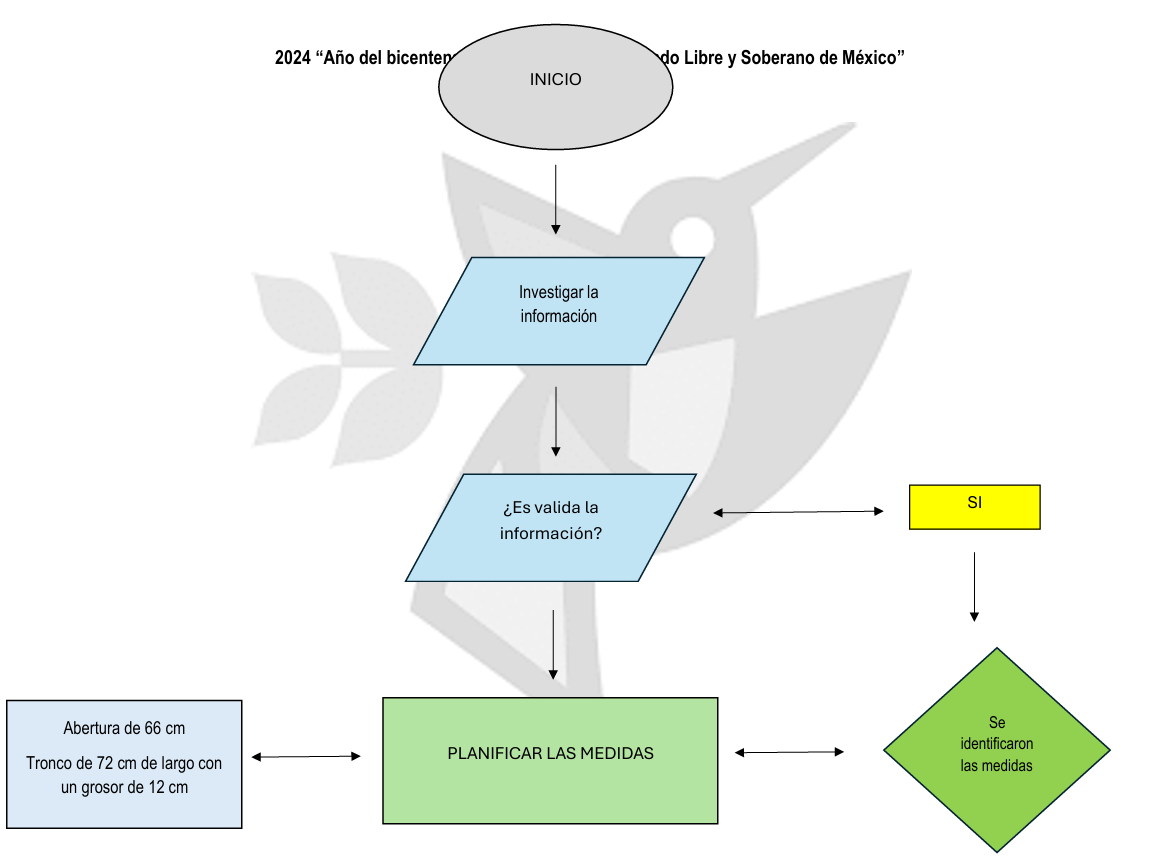 2024 “Año del bicenten do Libre y Soberano de México”
INICIO
Investigar la
información
¿Es valida la
información?
SI
Abertura de 66 cm
Tronco de 72 cm de largo con
un grosor de 12 cm
PLANIFICAR LAS MEDIDAS
Se
identificaron
las medidas